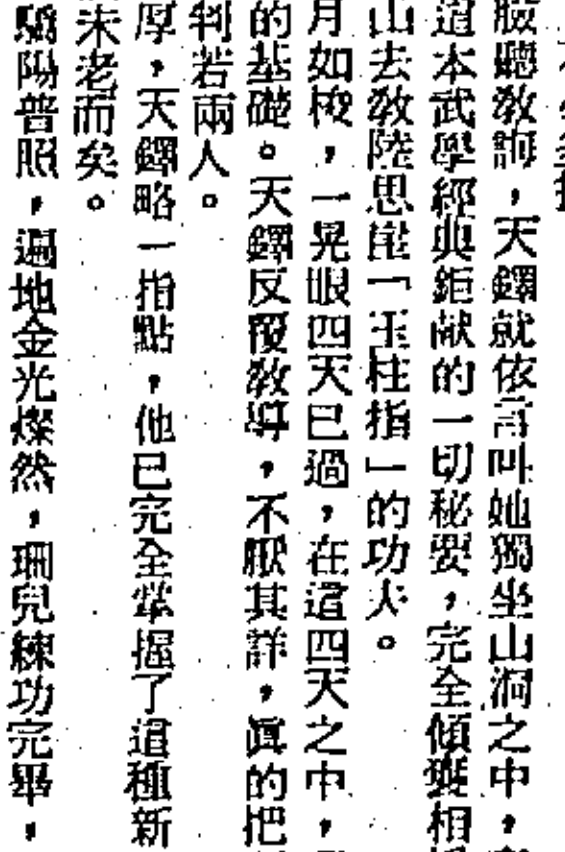 臉聽教詢，天鐸就依言叫她獨坐山洞之中，
道本武學經典鉅献的一切秘要，完全傾囊相
山去教陸思崖「玉柱指」的功夫。
月如梭，一晃眼四天已過，在這四天之中，
的基礎。天鐸反覆教導，不厭其詳，眞的把
判若兩人。
厚，天鐸略一指點，他已完全掌握了這種新
未老而矣。
驕陽普照，遍地金光燦然，珊兒練功完畢，